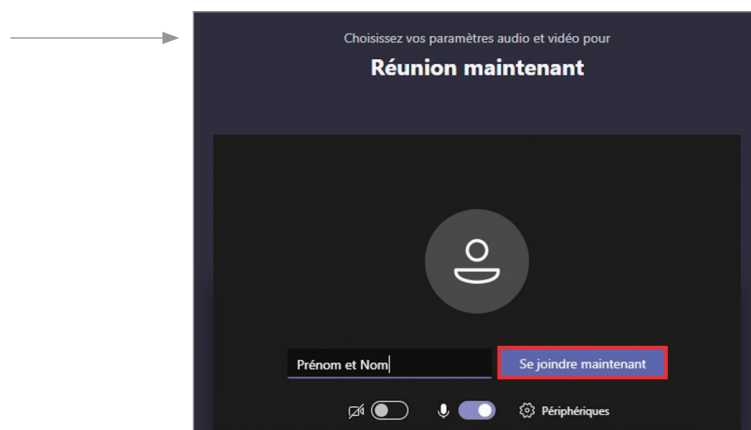 Choisissez vos paramètres audio et vidéo pour
Réunion maintenant
Prénom et Nom
Se joindre maintenant
Périphériques